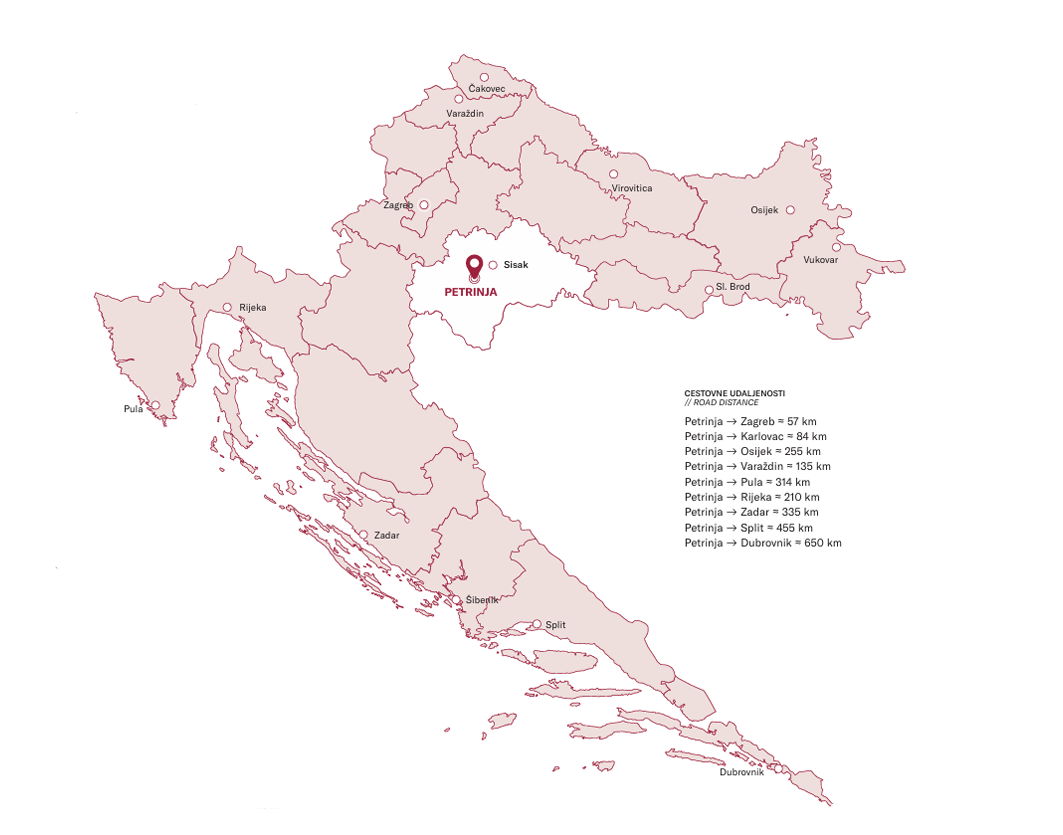 Čakovec
Varaždin
Virovitica
Zagreb
Osijek
Vukovar
Sisak
Sl. Brod
PETRINJA
Rijeka
Pula
CESTOVNE UDALJENOSTI
// ROAD DISTANCE
Petrinja → Zagreb ≈ 57 km
Petrinja → Karlovac ≈ 84 km
Petrinja → Osijek ≈ 255 km
Petrinja → Varaždin ≈ 135 km
Petrinja → Pula ≈ 314 km
Petrinja → Rijeka ≈ 210 km
Petrinja → Zadar ≈ 335 km
Petrinja → Split ≈ 455 km
Petrinja → Dubrovnik ≈ 650 km
Zadar
Šibenik
Split
Dubrovnik